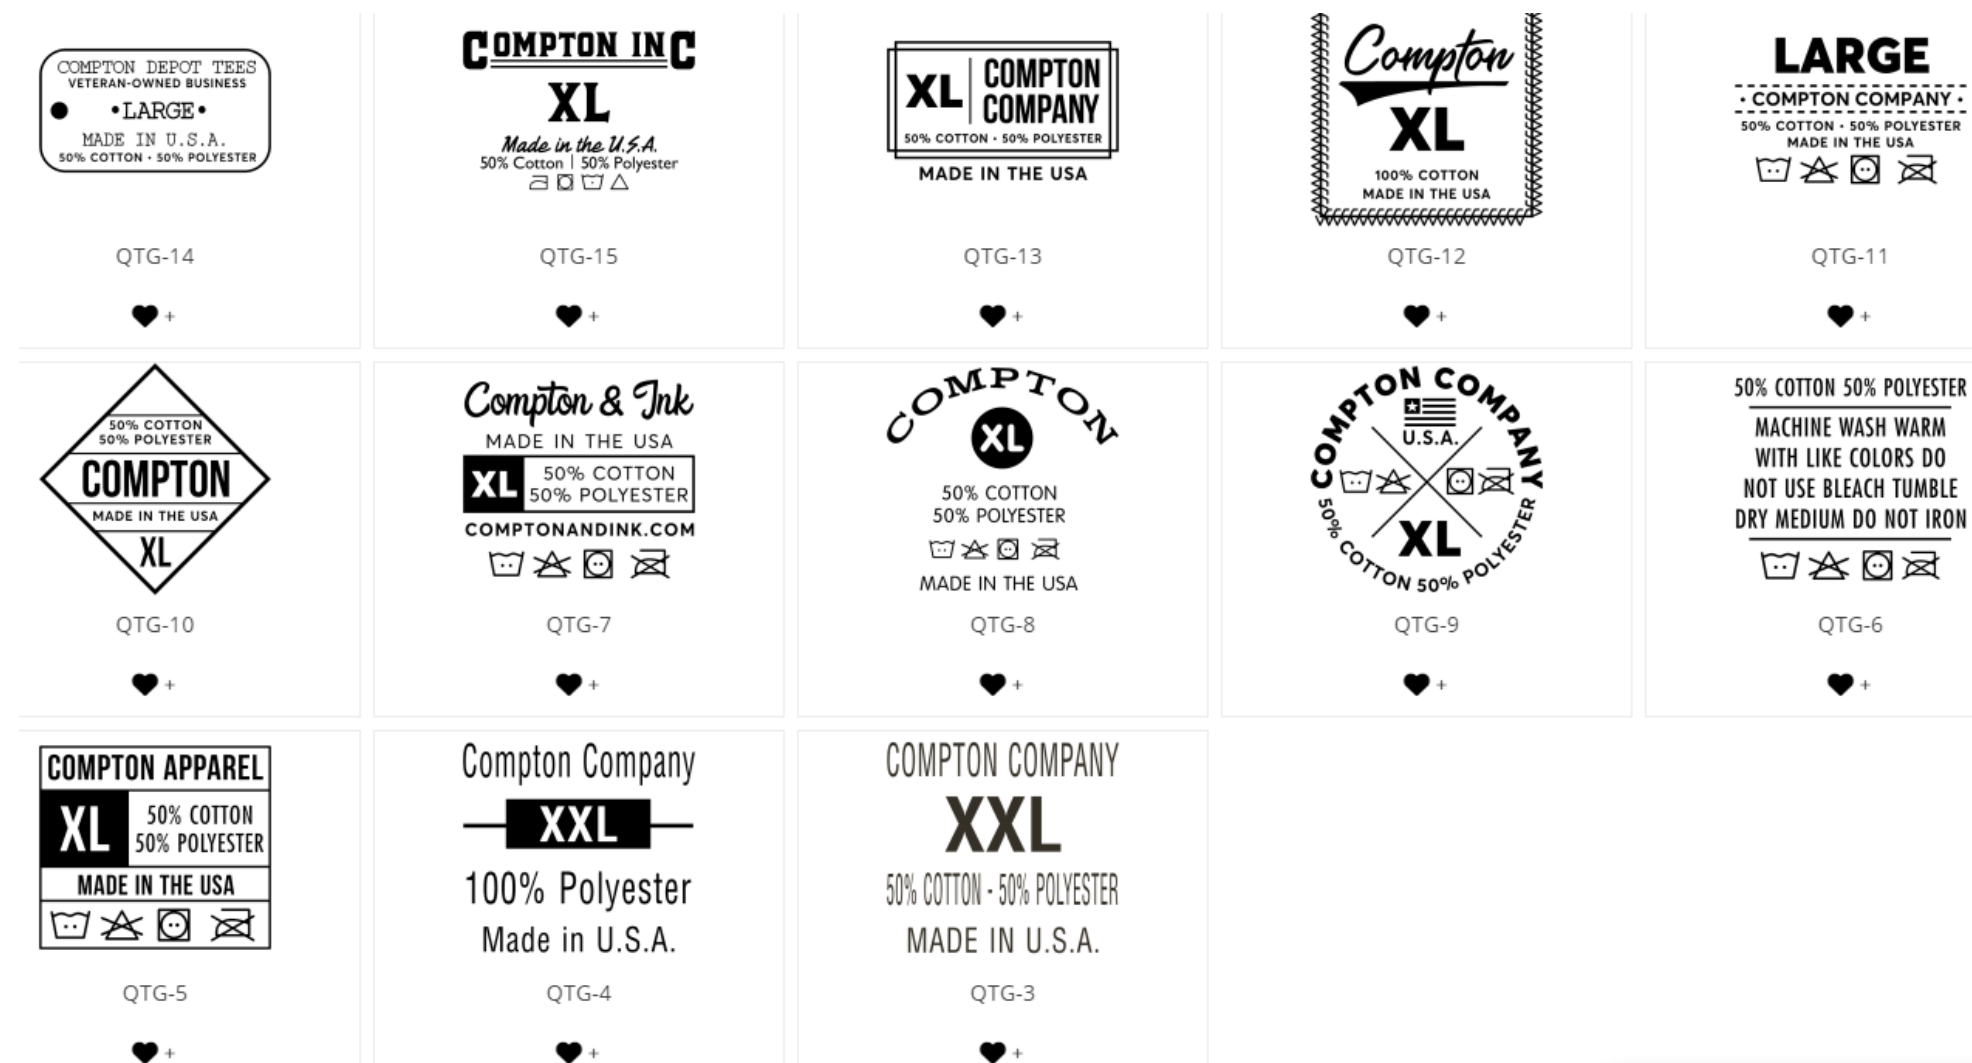 COMPTON DEPOT TEES
VETERAN-OWNED BUSINESS
•LARGE•
MADE IN U.S.A.
50% COTTON • 50% POLYESTER
QTG-14
+
COMPTON INC
XL
Made in the U.S.A.
50% Cotton | 50% Polyester
QTG-15
+
XL
COMPTON
COMPANY
50% COTTON • 50% POLYESTER
MADE IN THE USA
QTG-13
+
Compton
XL
100% COTTON
MADE IN THE USA
QTG-12
+
LARGE
• COMPTON COMPANY •
50% COTTON • 50% POLYESTER
MADE IN THE USA
QTG-11
+
50% COTTON
50% POLYESTER
COMPTON
MADE IN THE USA
XL
QTG-10
+
Compton & Ink
MADE IN THE USA
XL
50% COTTON
50% POLYESTER
COMPTONANDINK.COM
QTG-7
+
COMPTON
XL
50% COTTON
50% POLYESTER
MADE IN THE USA
QTG-8
+
COMPTON COMPANY
U.S.A.
XL
50% COTTON 50% POLYESTER
QTG-9
+
50% COTTON 50% POLYESTER
MACHINE WASH WARM
WITH LIKE COLORS DO
NOT USE BLEACH TUMBLE
DRY MEDIUM DO NOT IRON
QTG-6
+
COMPTON APPAREL
XL
50% COTTON
50% POLYESTER
MADE IN THE USA
QTG-5
+
Compton Company
XXL
100% Polyester
Made in U.S.A.
QTG-4
+
COMPTON COMPANY
XXL
50% COTTON - 50% POLYESTER
MADE IN U.S.A.
QTG-3
+